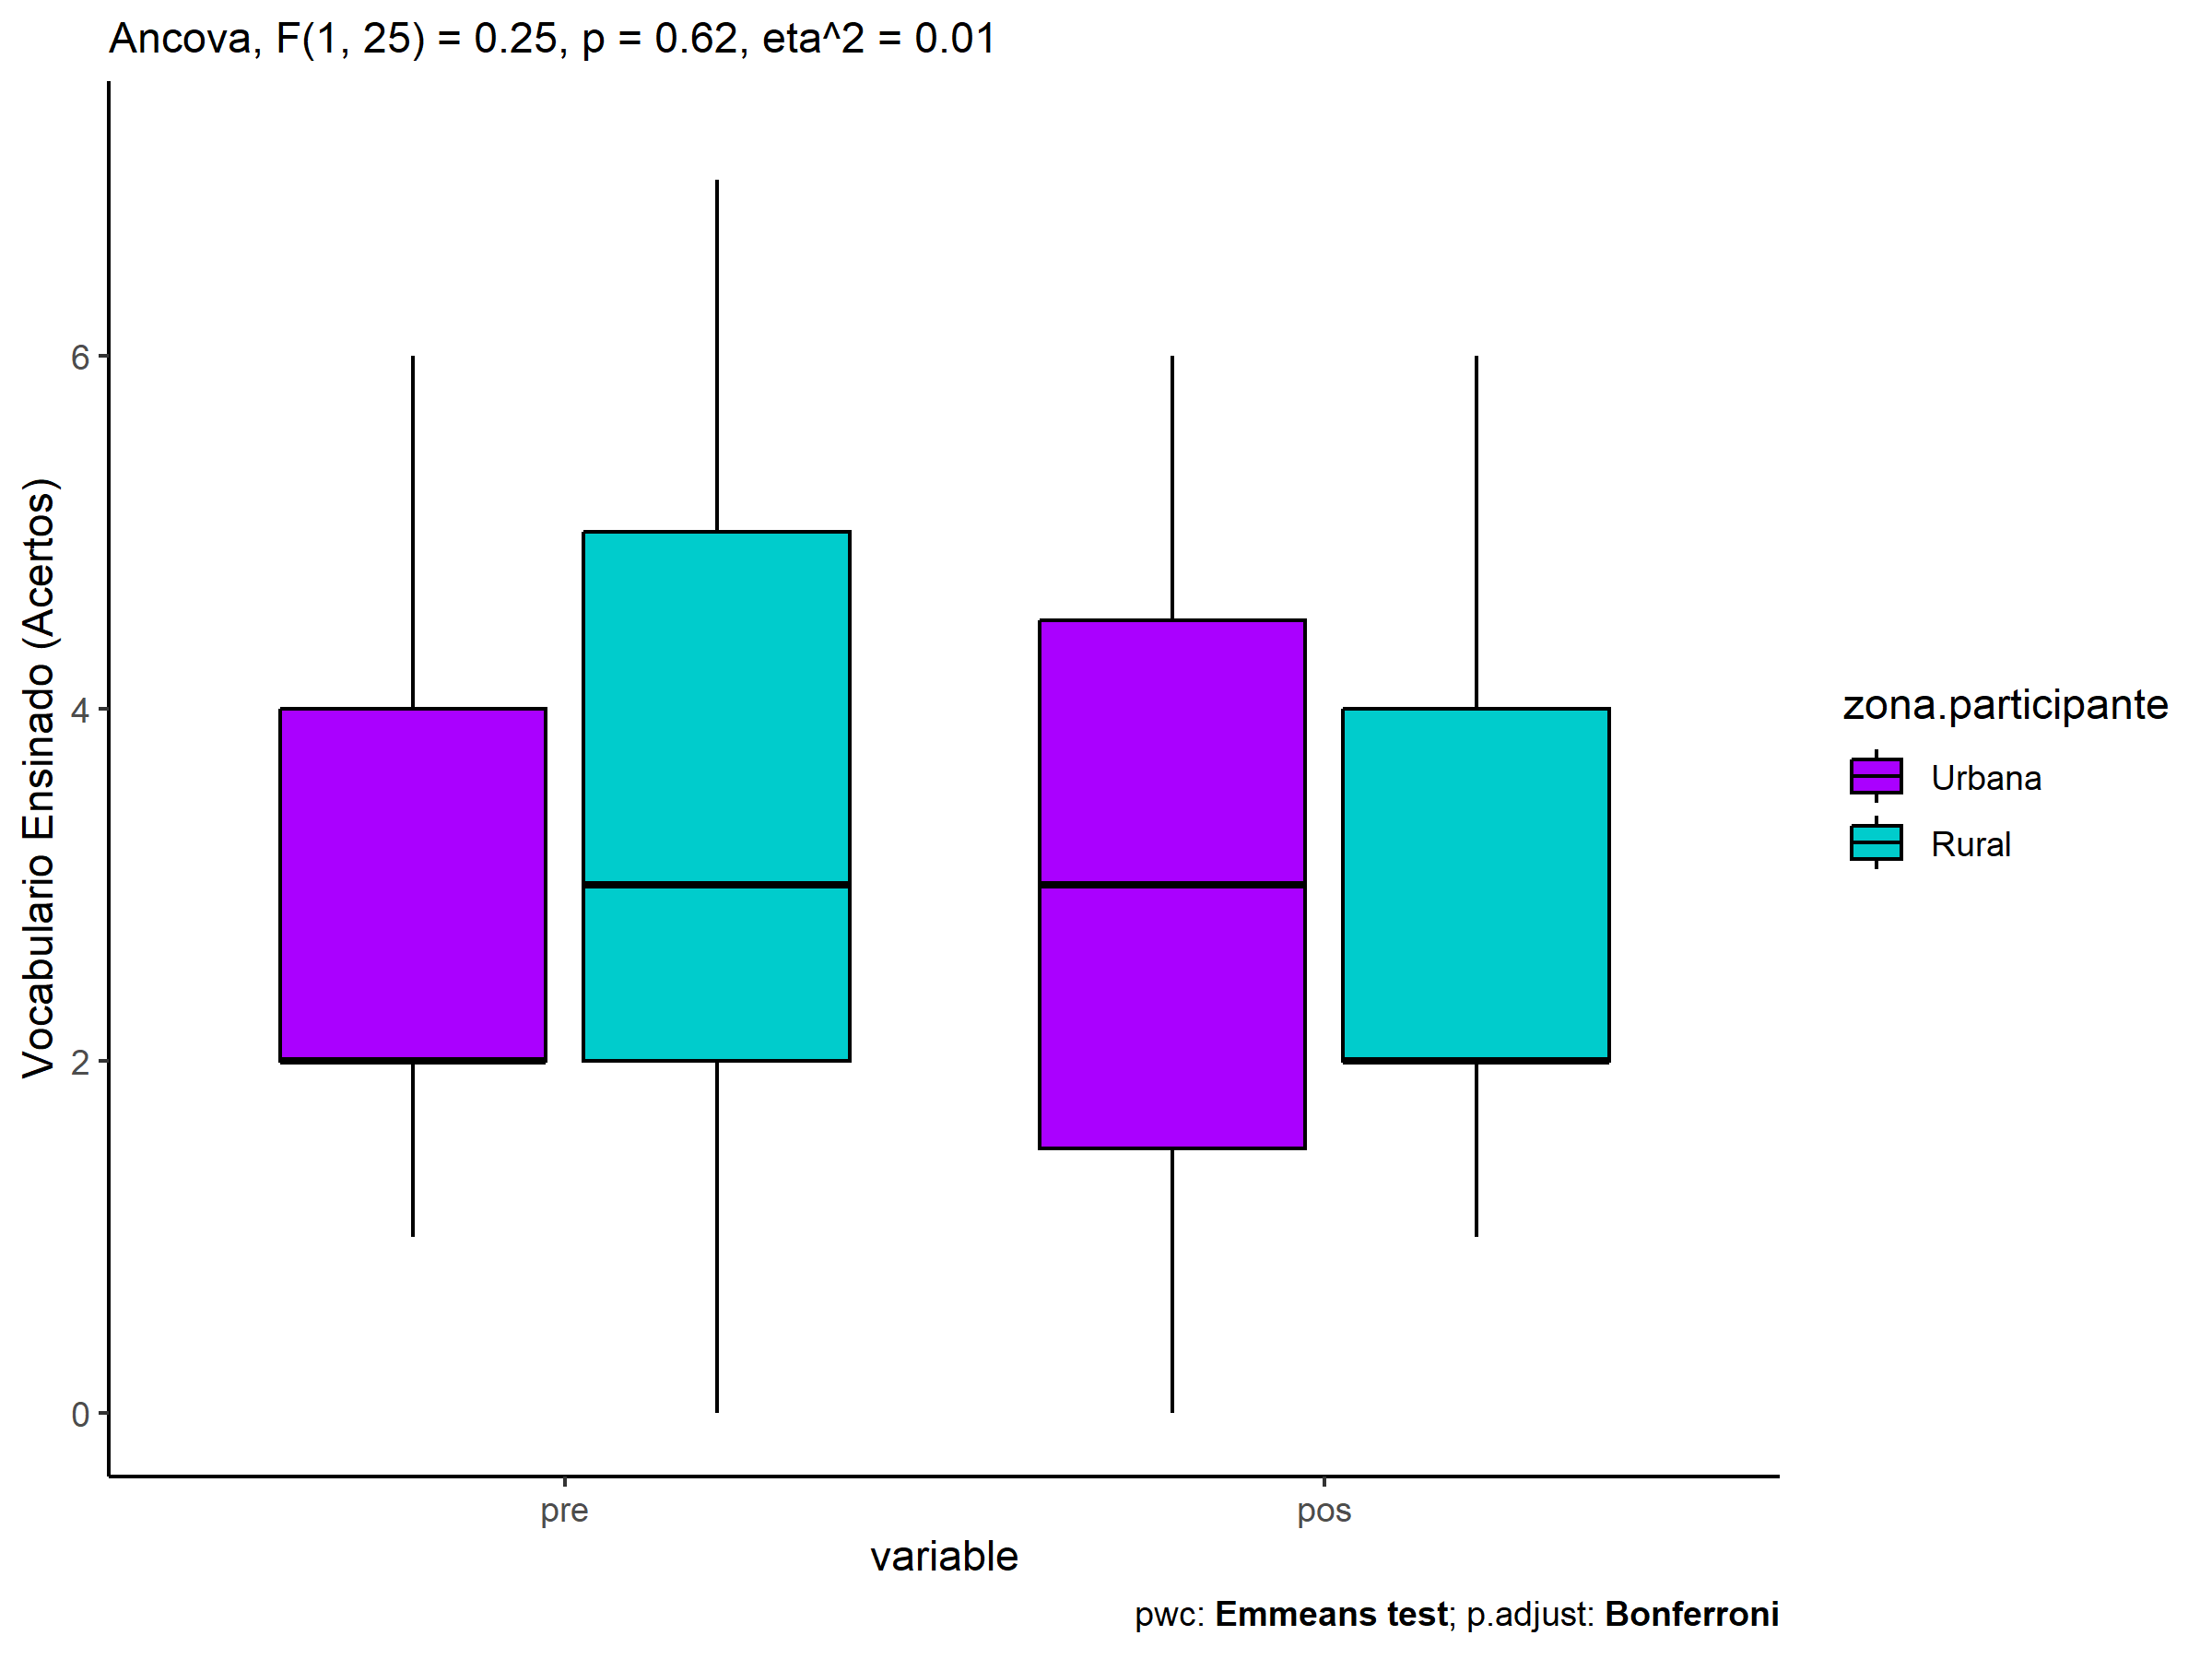 Ancova, F(1, 25) = 0.25, p = 0.62, eta^2 = 0.01
Vocabulario Ensinado (Acertos)
6
4
2
0
pre
pos
variable
zona.participante
Urbana
Rural
pwc: Emmeans test; p.adjust: Bonferroni